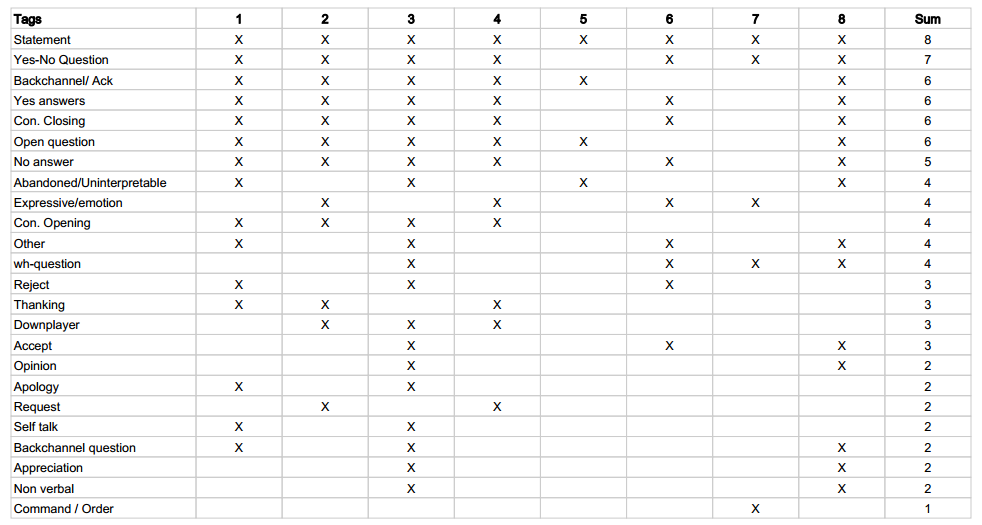 Tags 1 2 3 4 5 6 7 8 Sum
Statement X X X X X X X X 8
Yes-No Question X X X X X X X 7
Backchannel/ Ack X X X X X X 6
Yes answers X X X X X X 6
Con. Closing X X X X X X 6
Open question X X X X X X 6
No answer X X X X X X 5
Abandoned/Uninterpretable X X X X 4
Expressive/emotion X X X X 4
Con. Opening X X X X 4
Other X X X X 4
wh-question X X X X 4
Reject X X X 3
Thanking X X X 3
Downplayer X X X 3
Accept X X X 3
Opinion X X 2
Apology X X 2
Request X X 2
Self talk X X 2
Backchannel question X X X 2
Appreciation X X 2
Non verbal X X 2
Command / Order X 1